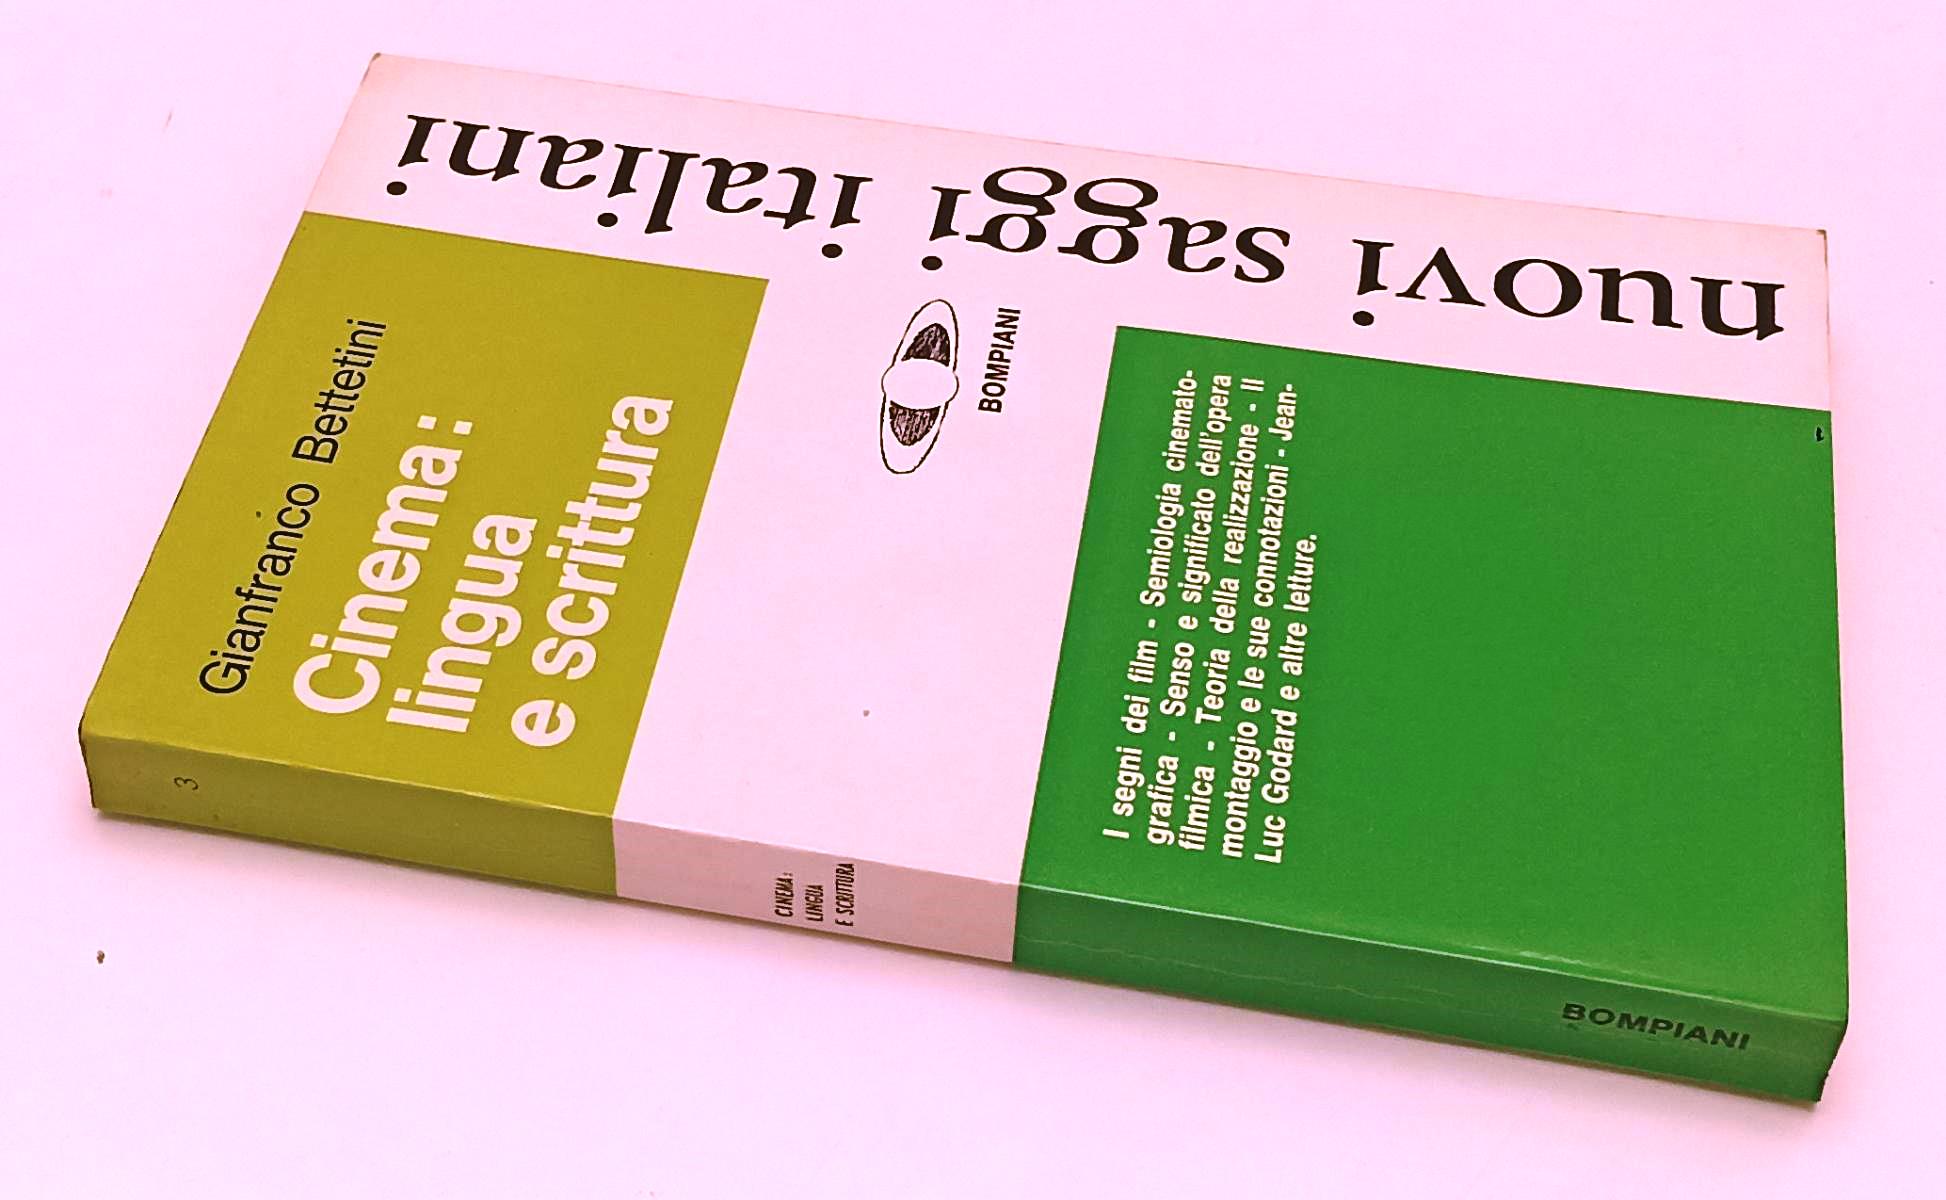 Gianfranco Bettetini
Cinema:
lingua
e scrittura
BOMPIANI
I segni dei film - Semiologia cinemato-
grafica - Senso e significato dell'opera
filmica - Teoria della realizzazione - Il
montaggio e le sue connotazioni - Jean-
Luc Godard e altre letture.
nuovi saggi italiani
3
CINEMA:
LINGUA
E SCRITTURA
BOMPIANI